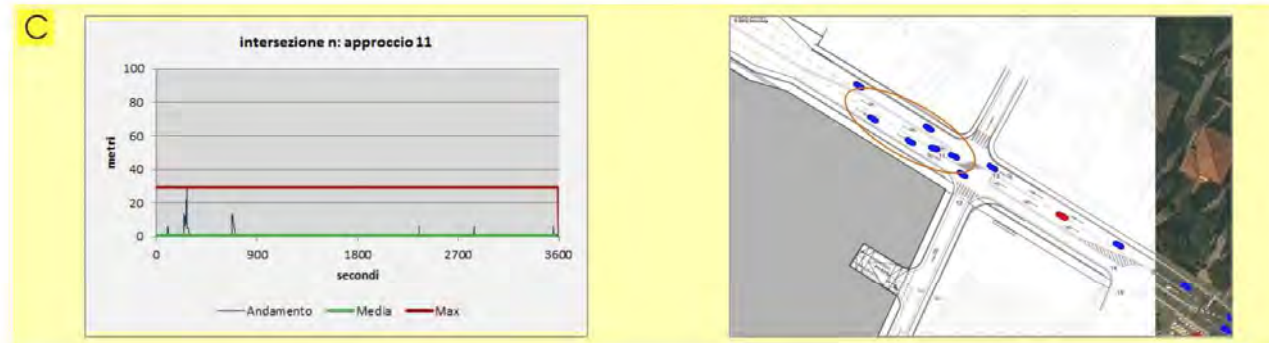 C
intersezione n: approccio 11
100
80
60
40
20
0
metri
0 900 1800 2700 3600
secondi
Andamento Media Max